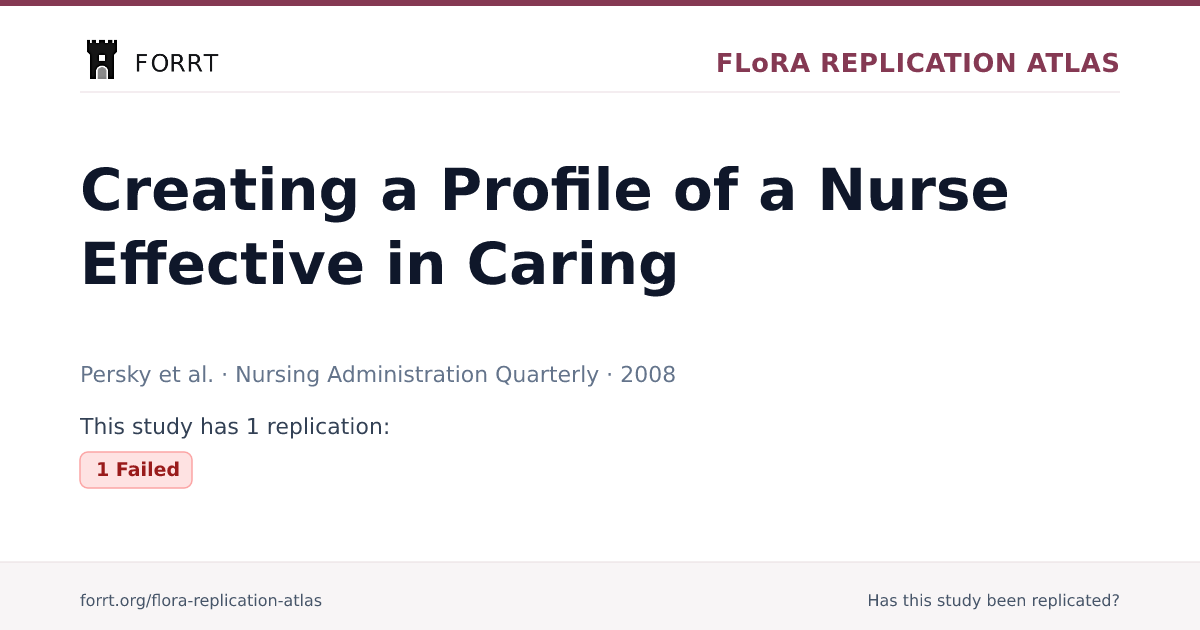 FORRT
FLoRA REPLICATION ATLAS
Creating a Profile of a Nurse
Effective in Caring
Persky et al. · Nursing Administration Quarterly · 2008
This study has 1 replication:
1 Failed
forrt.org/flora-replication-atlas
Has this study been replicated?